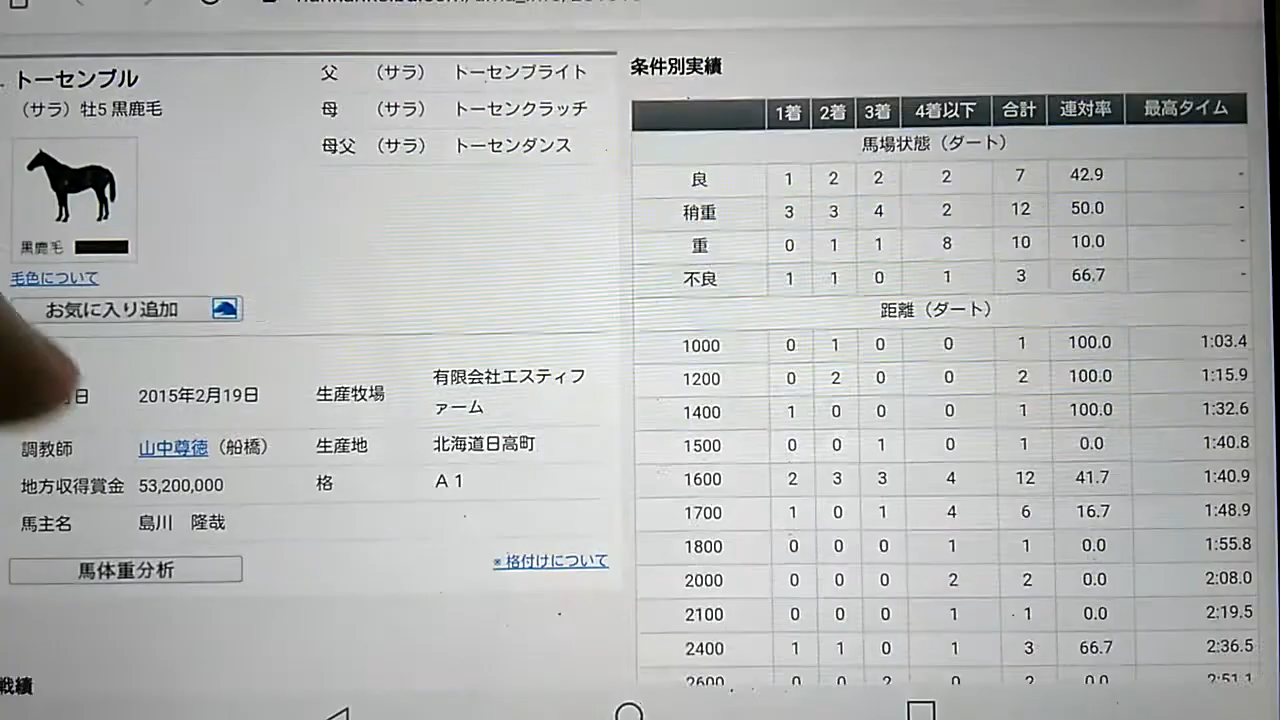 トーセンブル
（サラ）牡5 黒鹿毛
父 （サラ） トーセンブライト
母 （サラ） トーセンクラッチ
母父 （サラ） トーセンダンス
黒鹿毛
毛色について
お気に入り追加
日 2015年2月19日 生産牧場 有限会社エスティファーム
調教師 山中尊徳（船橋） 生産地 北海道日高町
地方収得賞金 53,200,000 格 Ａ１
馬主名 島川　隆哉
馬体重分析
※格付けについて
戦績
条件別実績
1着 2着 3着 4着以下 合計 連対率 最高タイム
馬場状態（ダート）
良 1 2 2 2 7 42.9 -
稍重 3 3 4 2 12 50.0 -
重 0 1 1 8 10 10.0 -
不良 1 1 0 1 3 66.7 -
距離（ダート）
1000 0 1 0 0 1 100.0 1:03.4
1200 0 2 0 0 2 100.0 1:15.9
1400 1 0 0 0 1 100.0 1:32.6
1500 0 0 1 0 1 0.0 1:40.8
1600 2 3 3 4 12 41.7 1:40.9
1700 1 0 1 4 6 16.7 1:48.9
1800 0 0 0 1 1 0.0 1:55.8
2000 0 0 0 2 2 0.0 2:08.0
2100 0 0 0 1 1 0.0 2:19.5
2400 1 1 0 1 3 66.7 2:36.5
2600 0 0 2 0 2 0.0 2:51.1